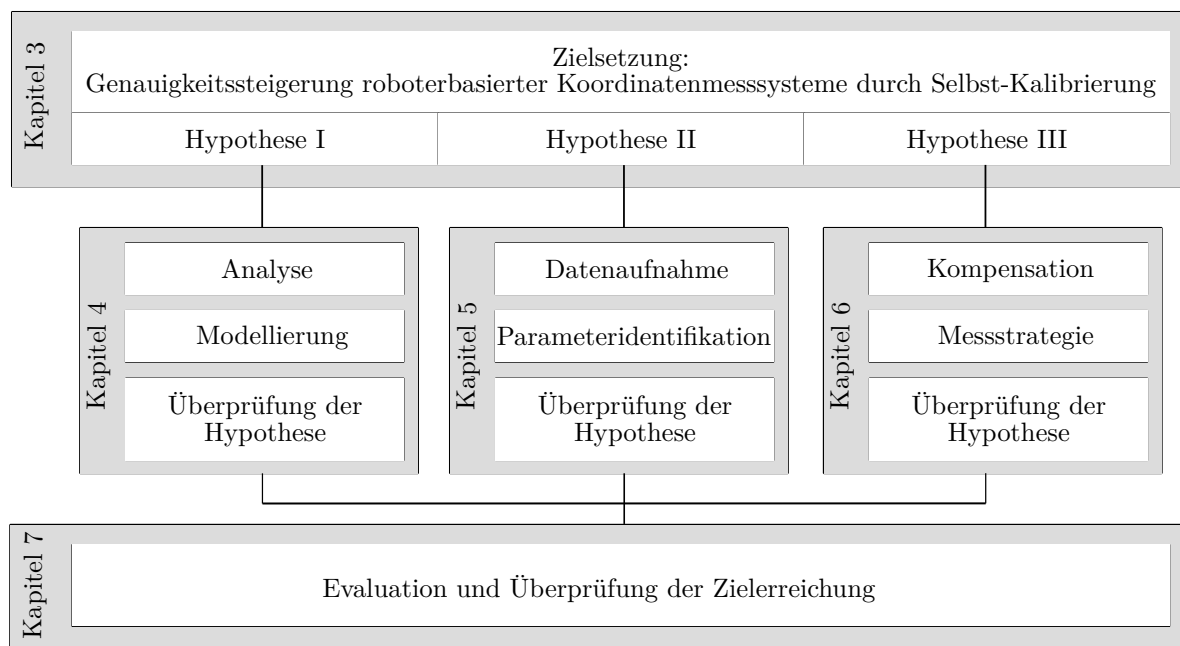 Kapitel 3
Zielsetzung:
Genauigkeitssteigerung roboterbasierter Koordinatenmesssysteme durch Selbst-Kalibrierung
Hypothese I
Hypothese II
Hypothese III
Kapitel 4
Analyse
Modellierung
Überprüfung der
Hypothese
Kapitel 5
Datenaufnahme
Parameteridentifikation
Überprüfung der
Hypothese
Kapitel 6
Kompensation
Messstrategie
Überprüfung der
Hypothese
Kapitel 7
Evaluation und Überprüfung der Zielerreichung